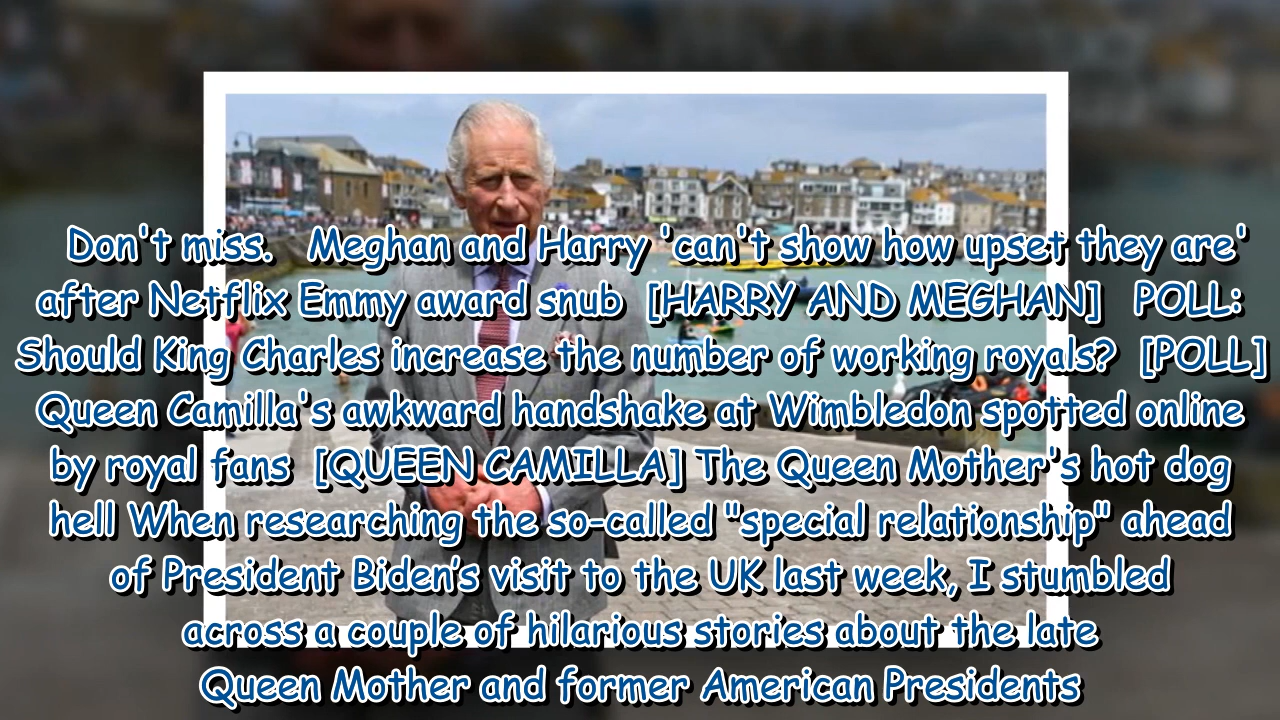 Don't miss. Meghan and Harry 'can't show how upset they are'
after Netflix Emmy award snub [HARRY AND MEGHAN] POLL:
Should King Charles increase the number of working royals? [POLL]
Queen Camilla's awkward handshake at Wimbledon spotted online
by royal fans [QUEEN CAMILLA] The Queen Mother's hot dog
hell When researching the so-called "special relationship" ahead
of President Biden’s visit to the UK last week, I stumbled
across a couple of hilarious stories about the late
Queen Mother and former American Presidents